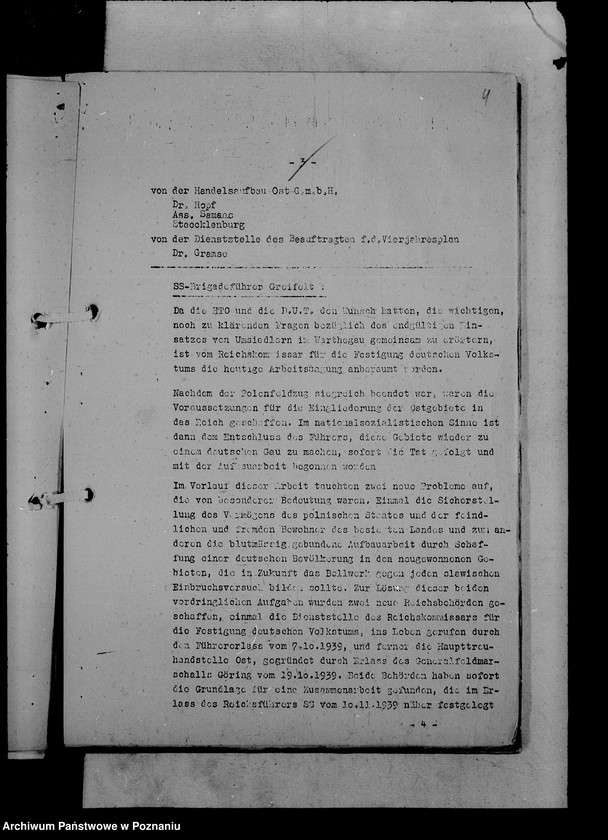 4
- 3 -
von der Handelsaufbau Ost G.m.b.H,
Dr. Hopf
Ass. Samans
Stoecklenburg
von der Dienststelle des Beauftragten f.d.Vierjahresplan
Dr. Gramse
SS-Brigadeführer Greifelt :
Da die HTO und die D.U.T. den Wunsch hatten, die wichtigen,
noch zu klärenden Fragen bezüglich des endgültigen Ein-
satzes von Umsiedlern im Warthegau gemeinsam zu erörtern,
ist vom Reichskommissar für die Festigung deutschen Volks-
tums die heutige Arbeitstagung anberaumt worden.
Nachdem der Polenfeldzug siegreich beendet war, waren die
Voraussetzungen für die Eingliederung der Ostgebiete in
das Reich geschaffen. Im nationalsozialistischen Sinne ist
dann dem Entschluss des Führers, diese Gebiete wieder zu
einem deutschen Gau zu machen, sofort die Tat gefolgt und
mit der Aufbauarbeit begonnen worden
Im Verlauf dieser Arbeit tauchten zwei neue Probleme auf,
die von besonderer Bedeutung waren. Einmal die Sicherstel-
lung des Vermögens des polnischen Staates und der feind-
lichen und fremden Bewohner des besetzten Landes und zum an-
deren die blutmässig gebundene Aufbauarbeit durch Schaf-
fung einer deutschen Bevölkerung in den neugewonnenen Ge-
bieten, die in Zukunft das Bollwerk gegen jeden slawischen
Einbruchsversuch bilden sollte. Zur Lösung dieser beiden
vordringlichen Aufgaben wurden zwei neue Reichsbehörden ge-
schaffen, einmal die Dienststelle des Reichskommissars für
die Festigung deutschen Volkstums, ins Leben gerufen durch
den Führererlass vom 7.10.1939, und ferner die Haupttreu-
handstelle Ost, gegründet durch Erlass des Generalfeldmar-
schalls Göring vom 19.10.1939. Beide Behörden haben sofort
die Grundlage für eine Zusammenarbeit gefunden, die im Er-
lass des Reichsführers SS vom 10.11.1939 näher festgelegt
- 4 -
Archiwum Państwowe w Poznaniu